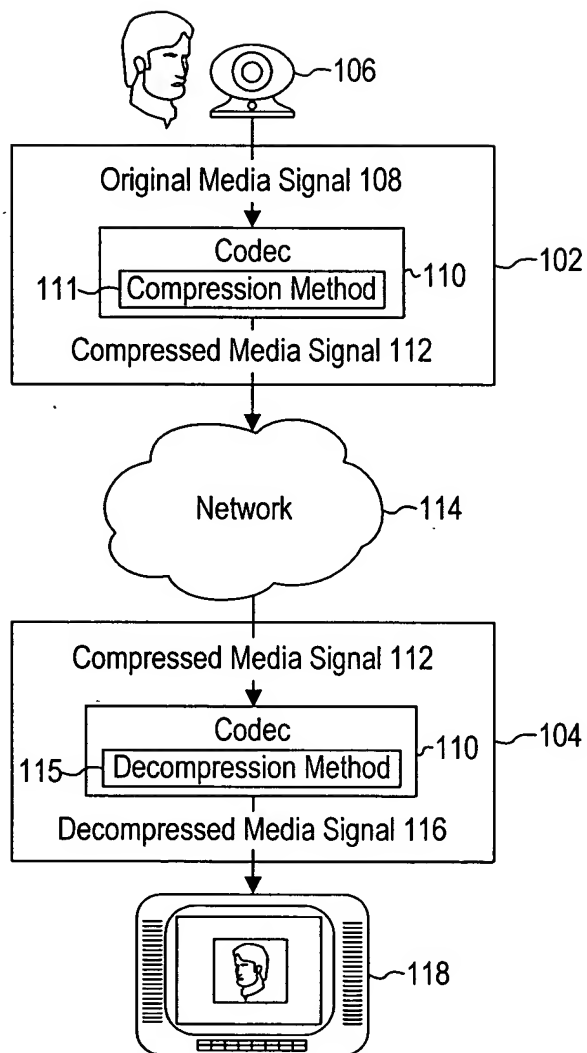 106
Original Media Signal 108
Codec
110
102
111
Compression Method
Compressed Media Signal 112
Network
114
Compressed Media Signal 112
Codec
110
104
115
Decompression Method
Decompressed Media Signal 116
118